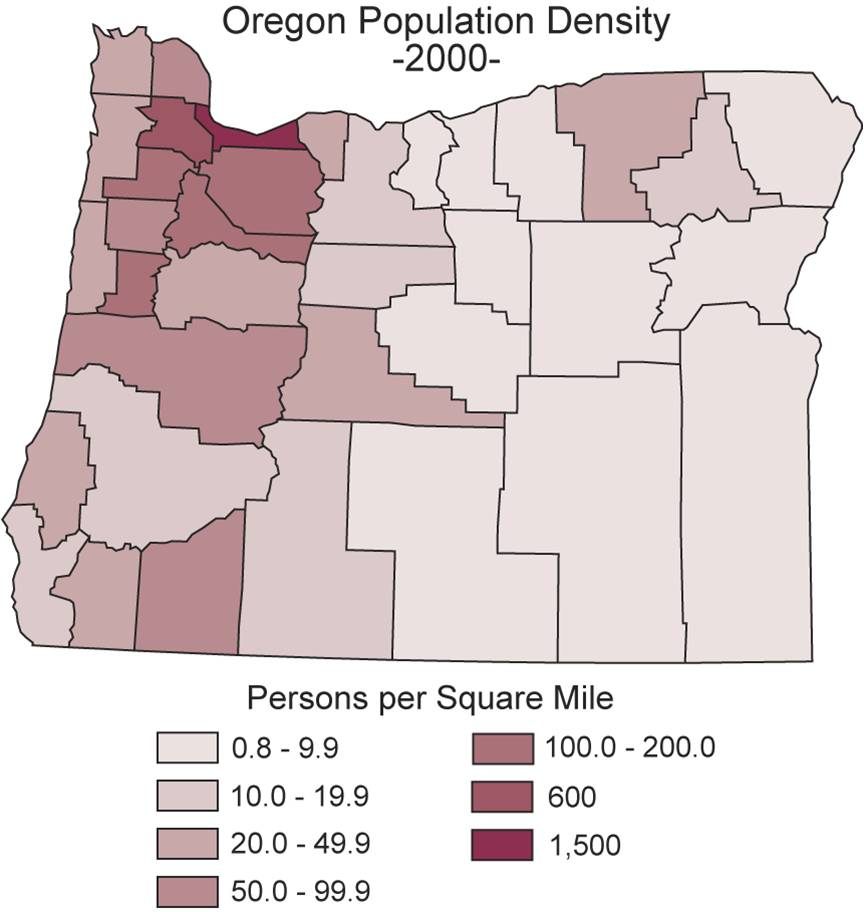 Oregon Population Density
-2000-
Persons per Square Mile
0.8 - 9.9
10.0 - 19.9
20.0 - 49.9
50.0 - 99.9
100.0 - 200.0
600
1,500